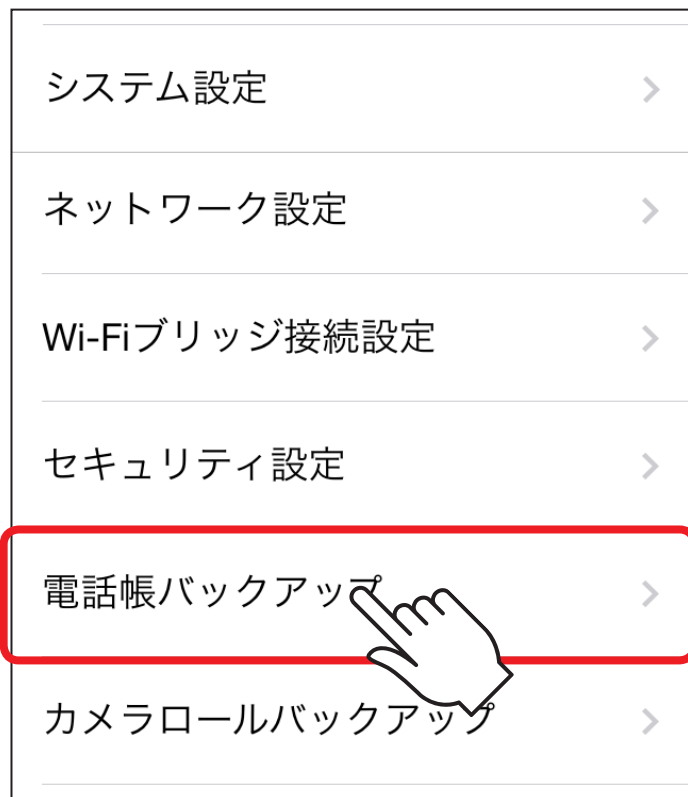 システム設定
ネットワーク設定
Wi-Fiブリッジ接続設定
セキュリティ設定
電話帳バックアップ
カメラロールバックアップ